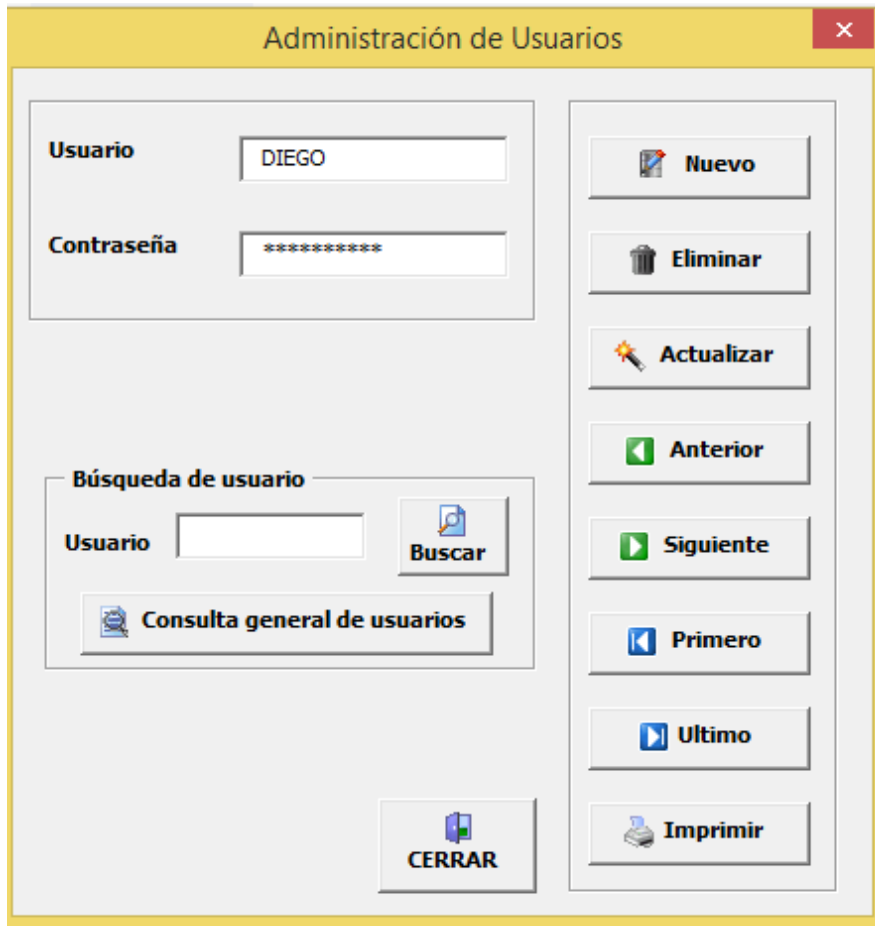 Administración de Usuarios
Usuario
DIEGO
Contraseña
**********
Búsqueda de usuario
Usuario
Buscar
Consulta general de usuarios
CERRAR
Nuevo
Eliminar
Actualizar
Anterior
Siguiente
Primero
Ultimo
Imprimir